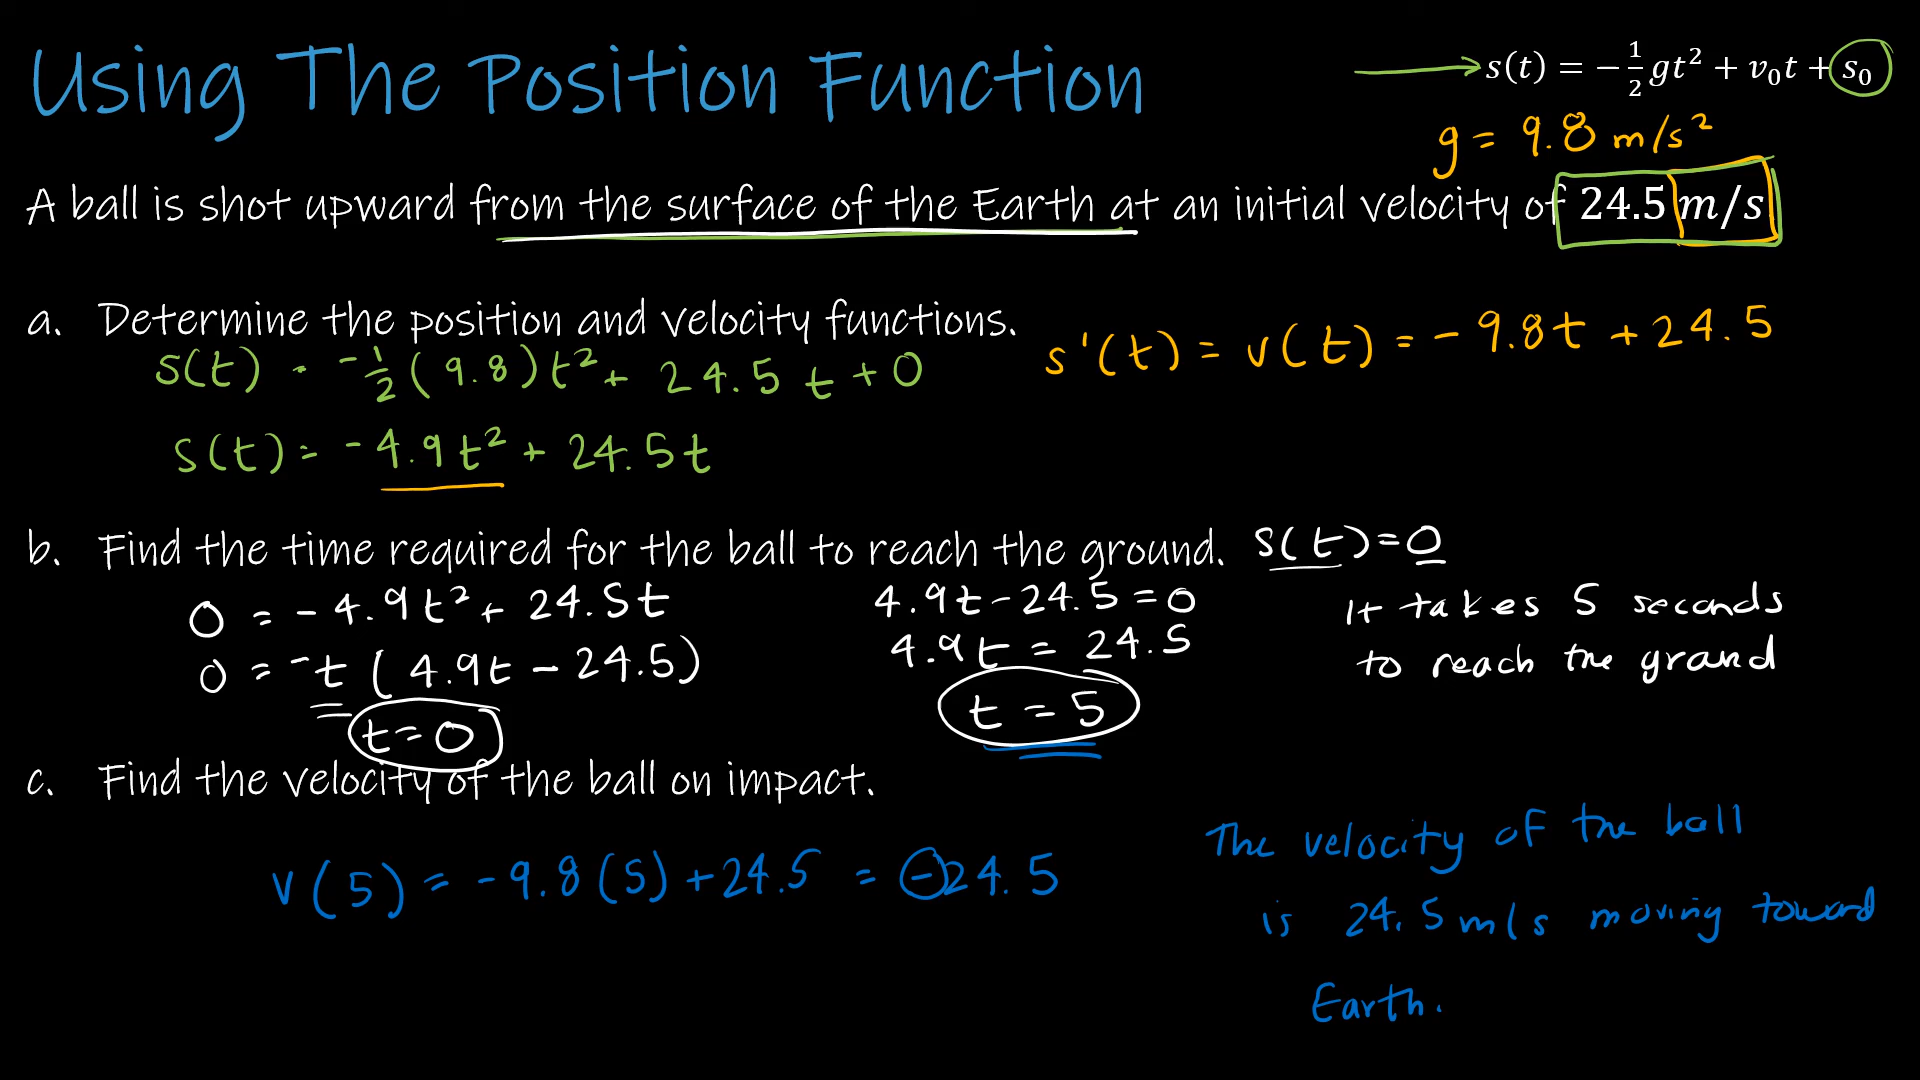 Using The Position Function
s(t) = −½gt² + v₀t + s₀
g = 9.8 m/s²
A ball is shot upward from the surface of the Earth at an initial velocity of 24.5 m/s
a. Determine the position and velocity functions.
s'(t) = v(t) = -9.8t + 24.5
s(t) = -½(9.8)t² + 24.5t + 0
s(t) = -4.9t² + 24.5t
b. Find the time required for the ball to reach the ground. s(t)=0
0 = -4.9t² + 24.5t
0 = -t(4.9t - 24.5)
t=0
4.9t-24.5=0
4.9t = 24.5
t = 5
It takes 5 seconds
to reach the ground
c. Find the velocity of the ball on impact.
v(5) = -9.8(5)+24.5 = -24.5
The velocity of the ball
is 24.5 m/s moving toward
Earth.